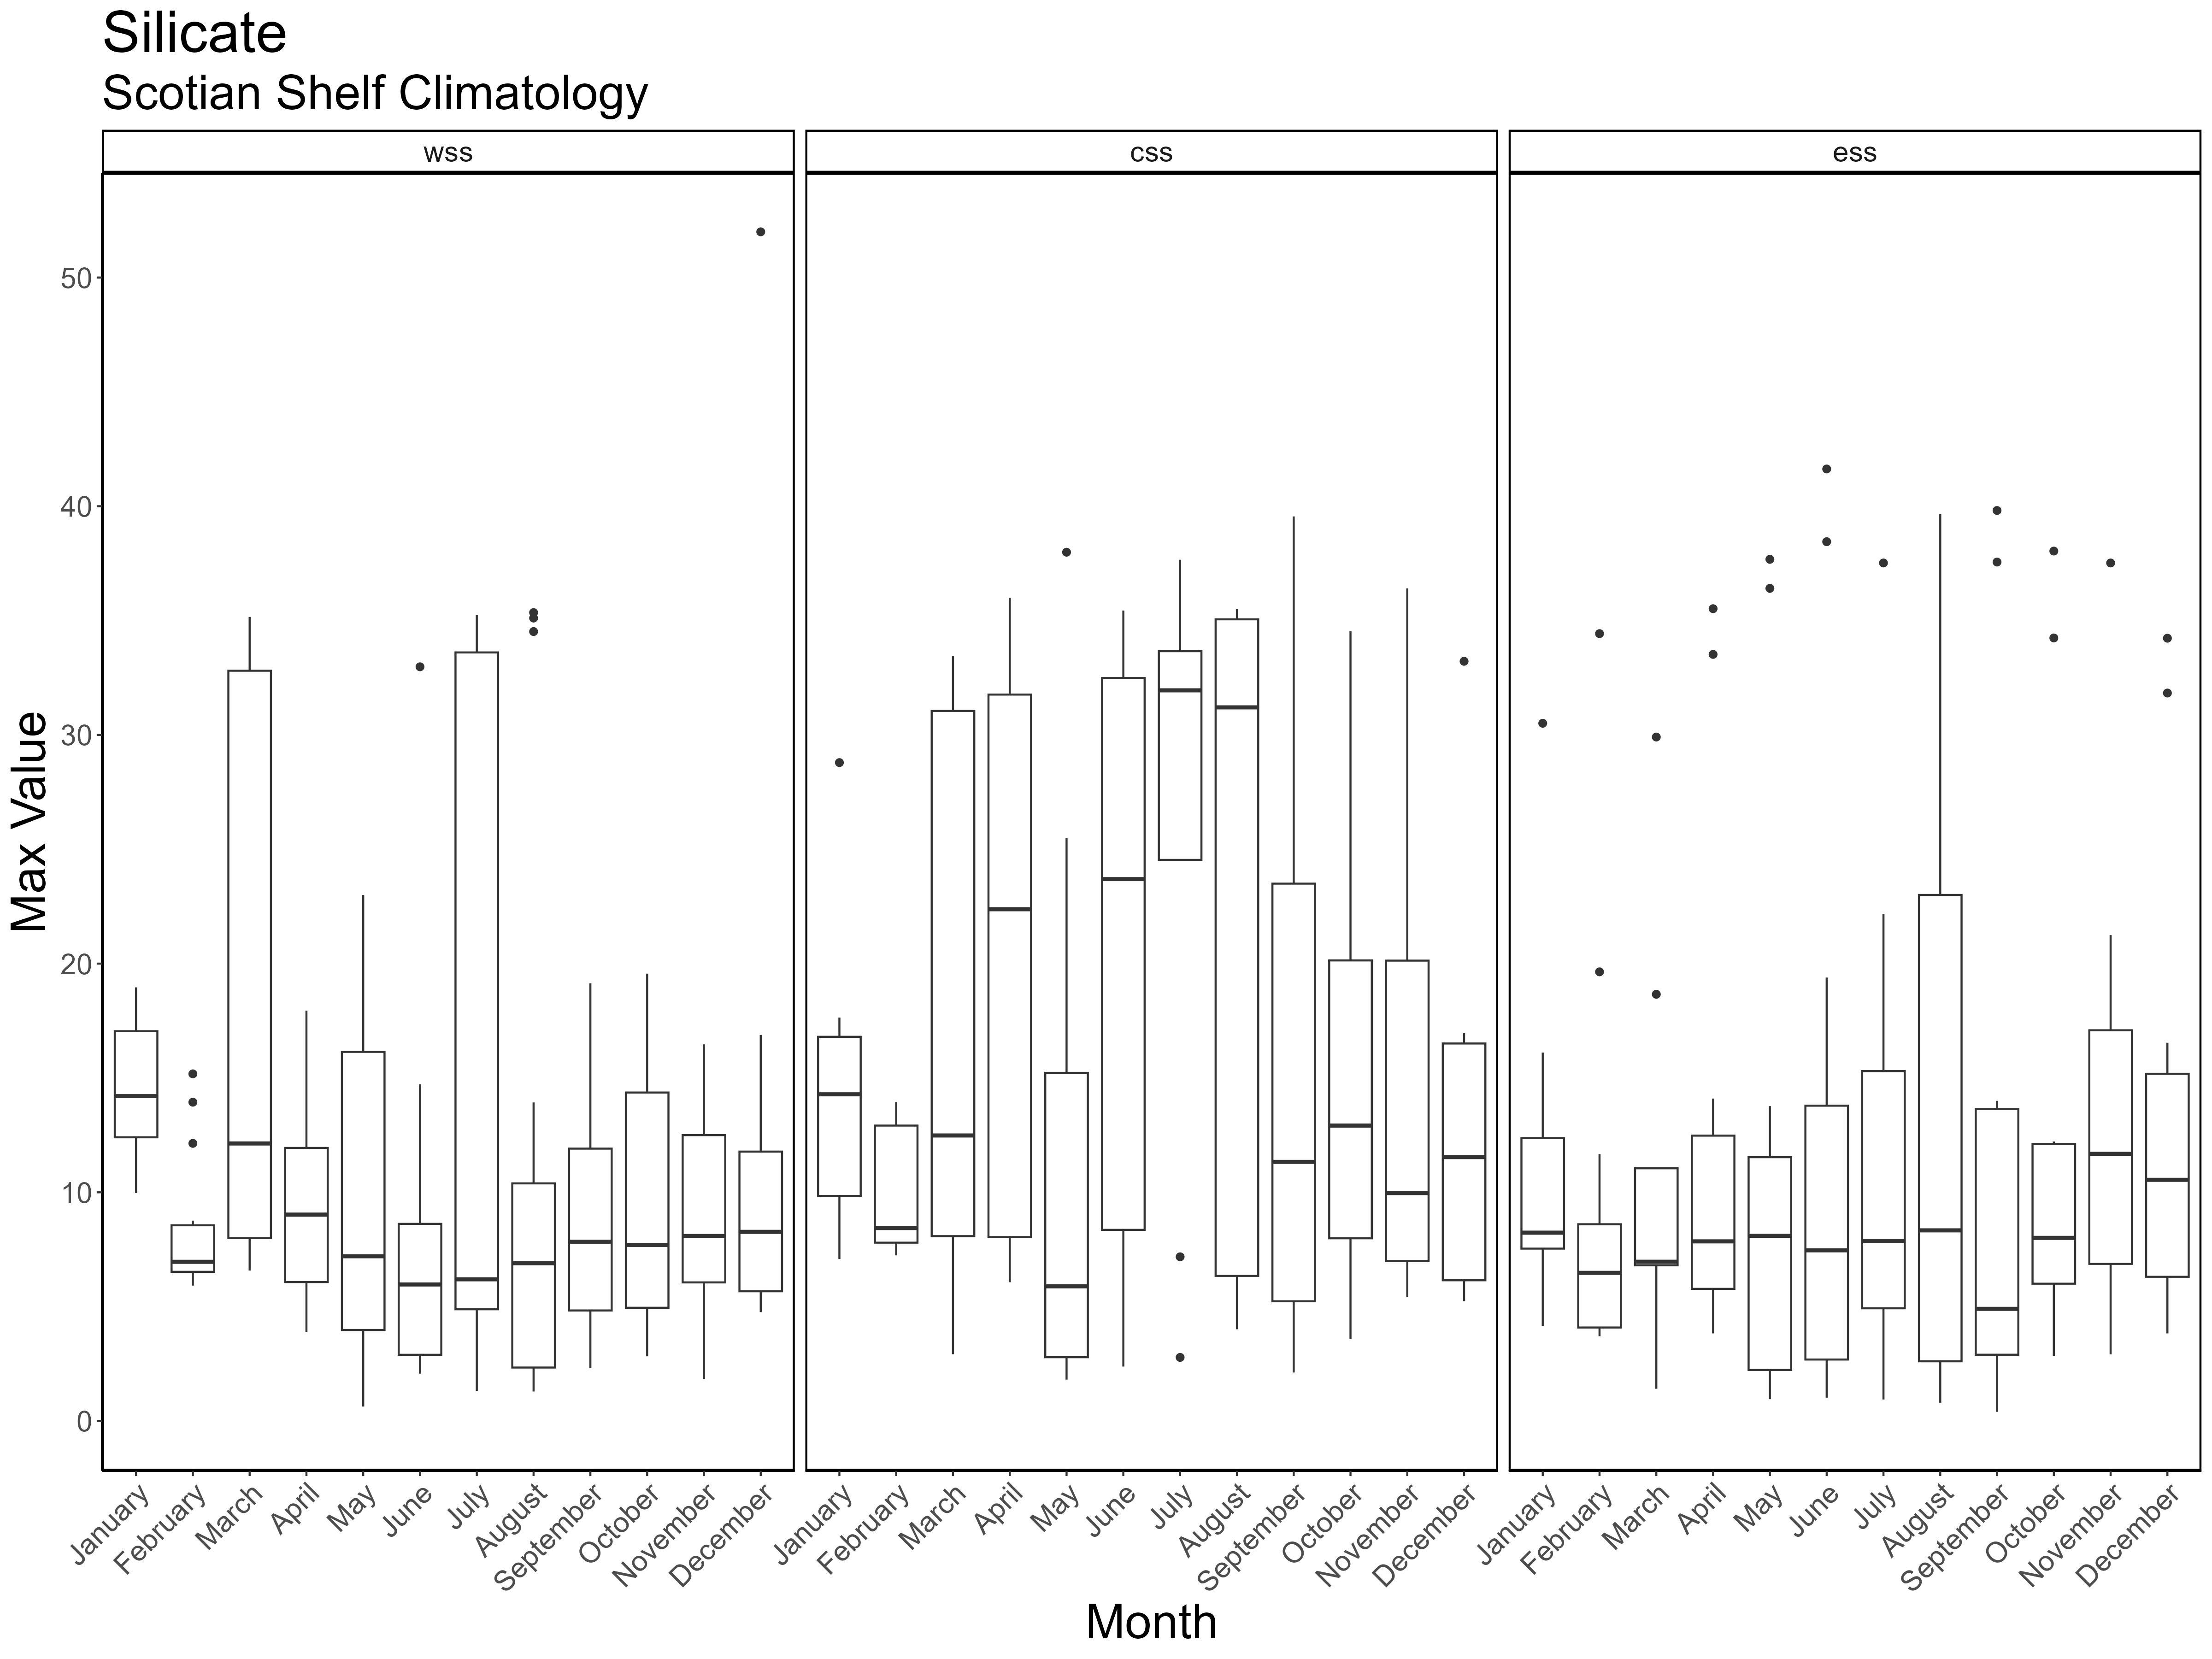 Silicate
Scotian Shelf Climatology
wss
css
ess
Max Value
50
40
30
20
10
0
January
February
March
April
May
June
July
August
September
October
November
December
January
February
March
April
May
June
July
August
September
October
November
December
January
February
March
April
May
June
July
August
September
October
November
December
Month